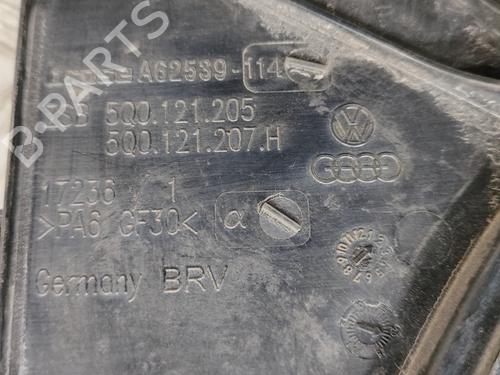 A62539-114
5Q0.121.205
5Q0.121.207.H
17236 / 1
>PA6 GF30<
α
Germany BRV
B-PARTS